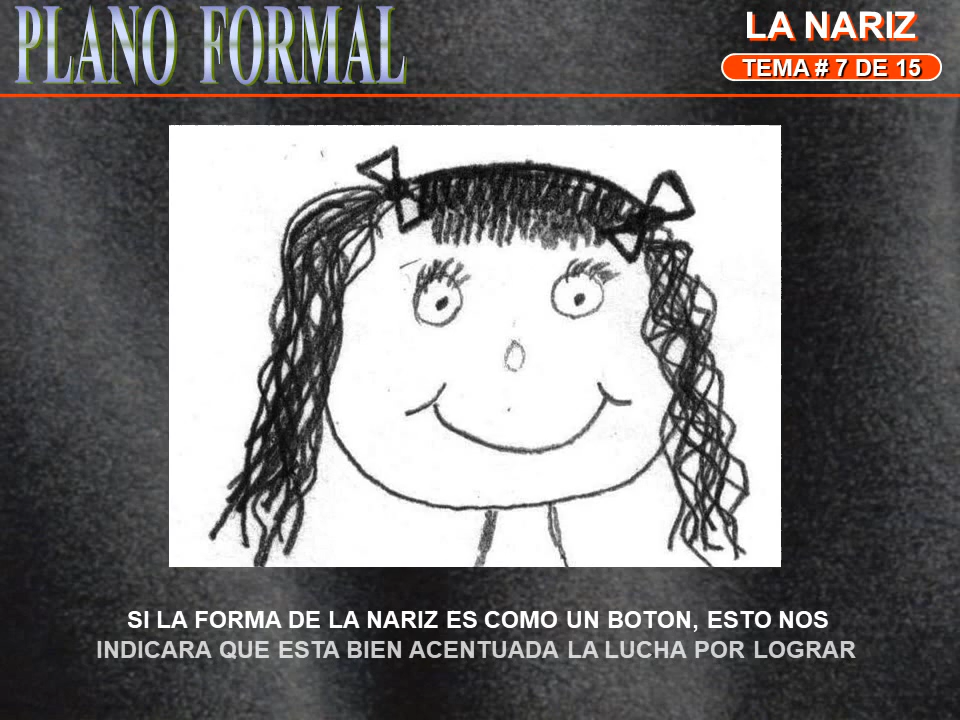 PLANO FORMAL
LA NARIZ
TEMA # 7 DE 15
SI LA FORMA DE LA NARIZ ES COMO UN BOTON, ESTO NOS
INDICARA QUE ESTA BIEN ACENTUADA LA LUCHA POR LOGRAR